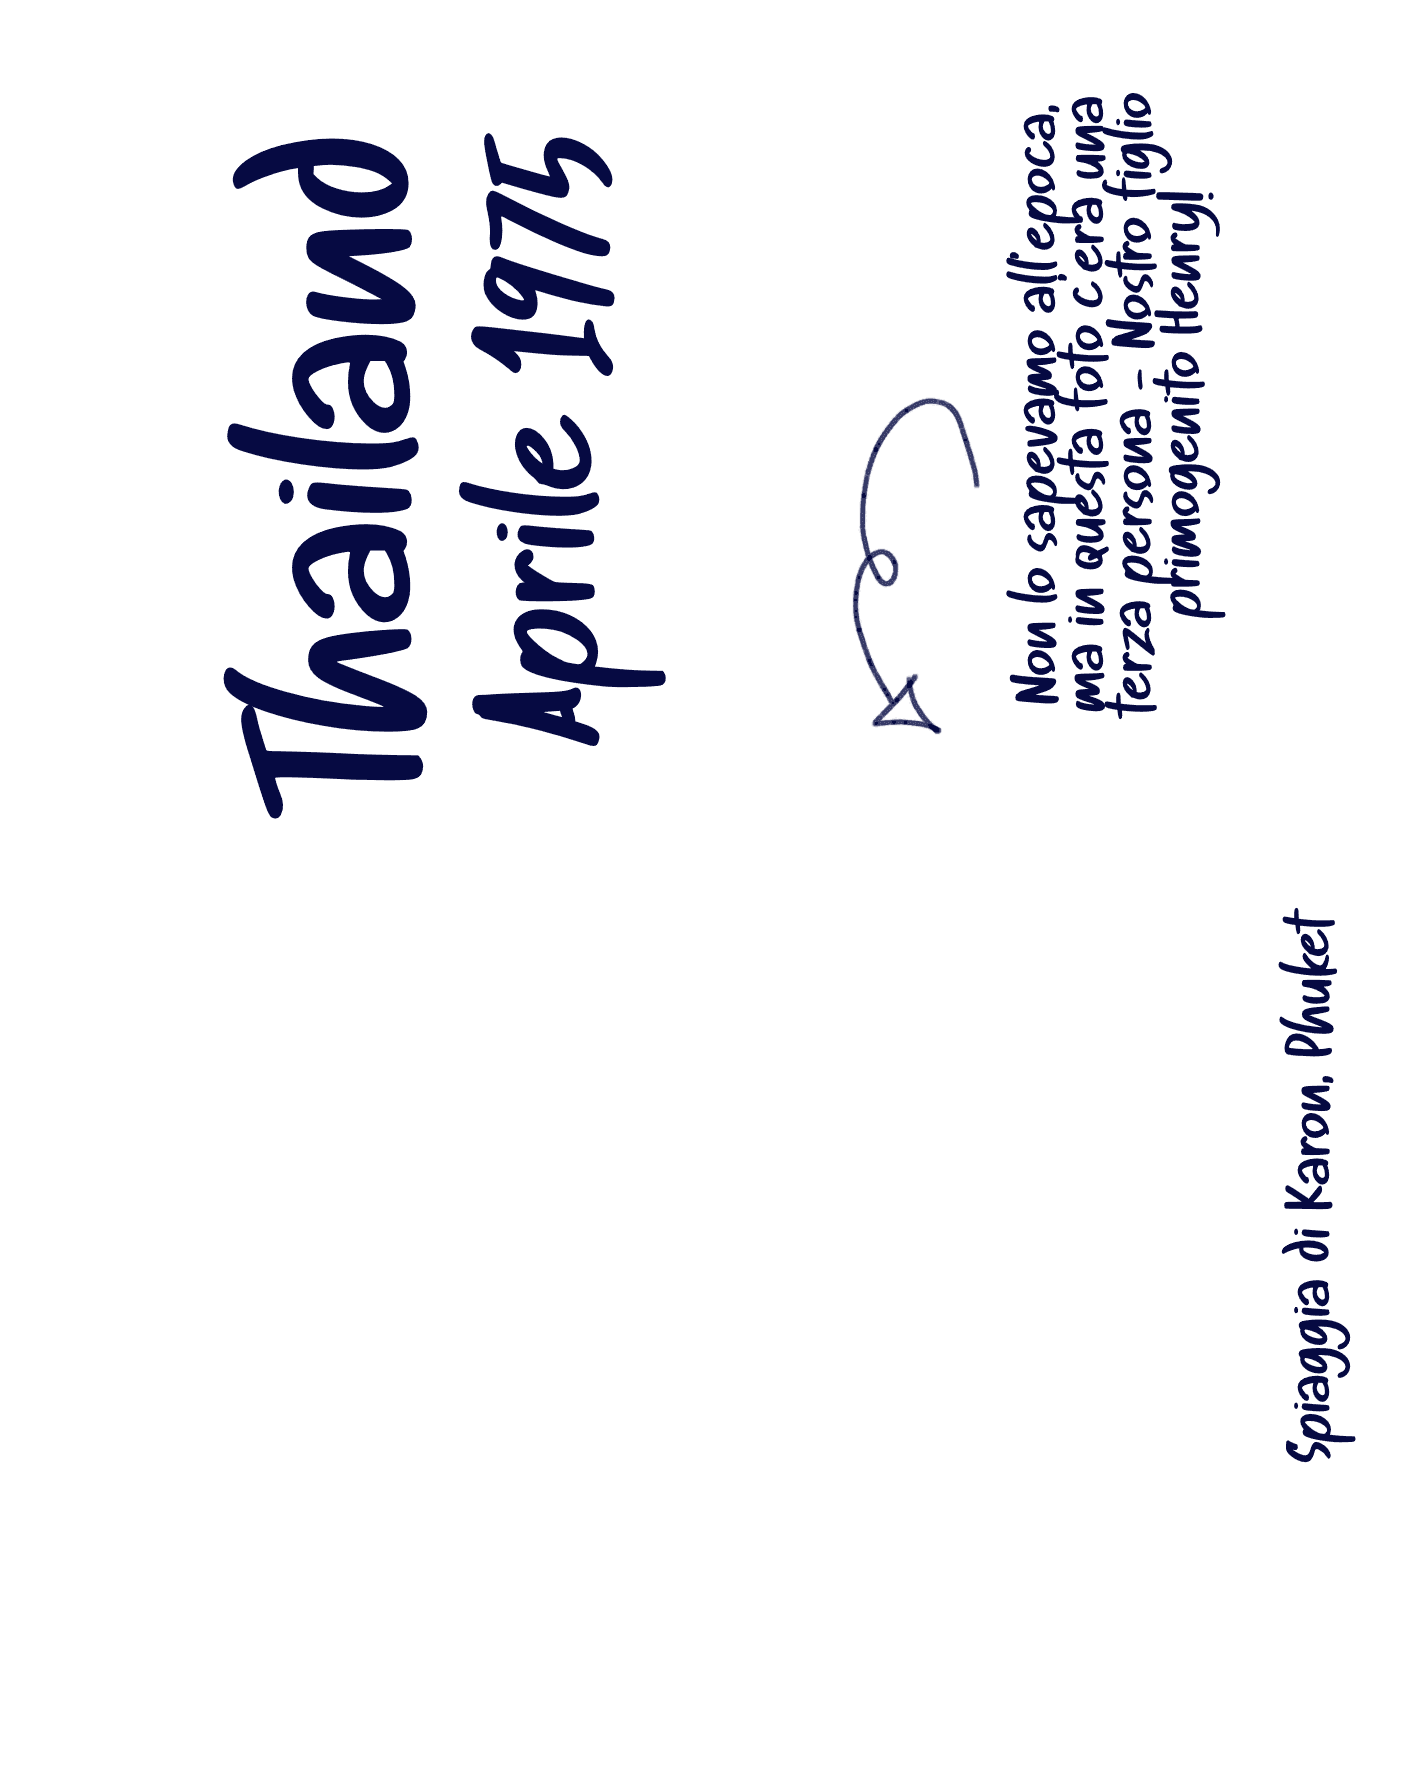 Thailand
Aprile 1975
Non lo sapevamo all'epoca,
ma in questa foto c'era una
terza persona - Nostro figlio
primogenito Henry!
Spiaggia di Karon, Phuket